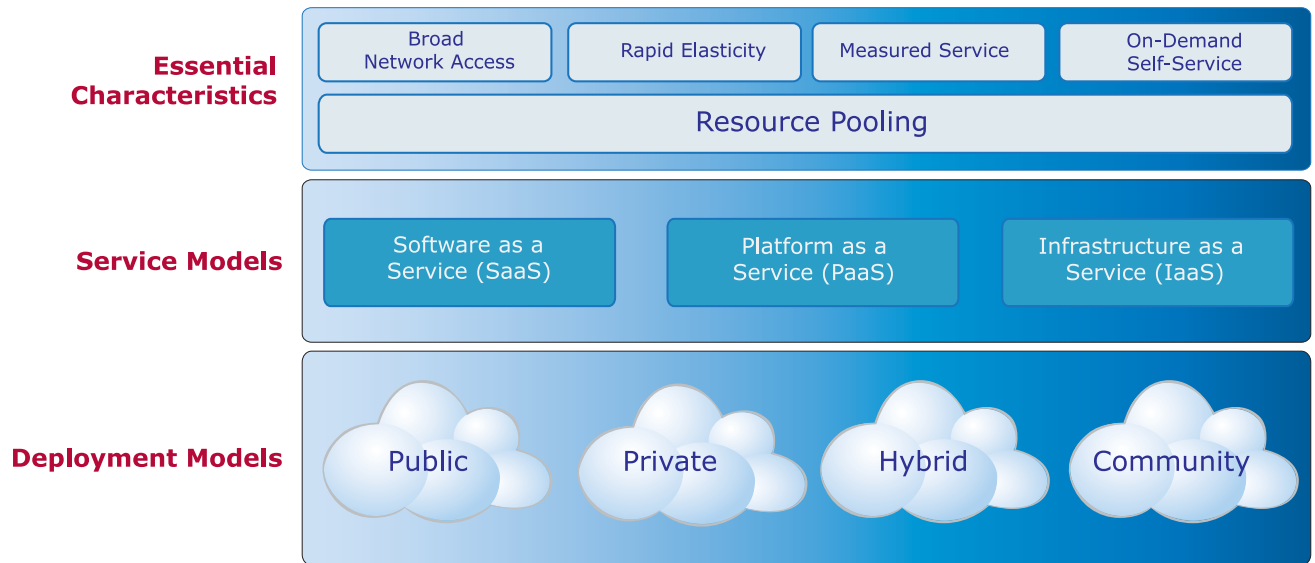 Essential
Characteristics
Broad
Network Access
Rapid Elasticity
Measured Service
On-Demand
Self-Service
Resource Pooling
Service Models
Software as a
Service (SaaS)
Platform as a
Service (PaaS)
Infrastructure as a
Service (IaaS)
Deployment Models
Public
Private
Hybrid
Community